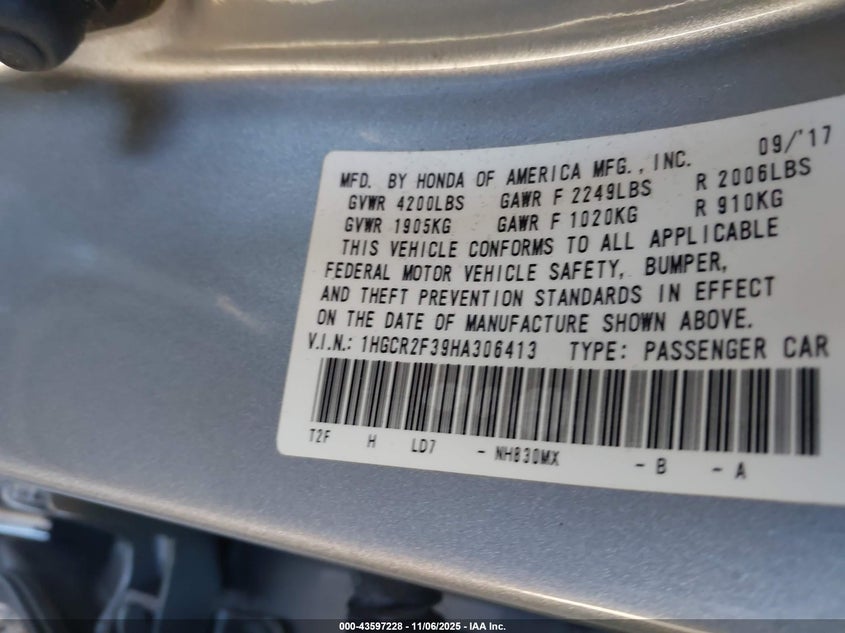 09/'17
MFD. BY HONDA OF AMERICA MFG., INC.
GVWR 4200LBS GAWR F 2249LBS R 2006LBS
GVWR 1905KG GAWR F 1020KG R 910KG
THIS VEHICLE CONFORMS TO ALL APPLICABLE
FEDERAL MOTOR VEHICLE SAFETY, BUMPER,
AND THEFT PREVENTION STANDARDS IN EFFECT
ON THE DATE OF MANUFACTURE SHOWN ABOVE.
V.I.N.: 1HGCR2F39HA306413 TYPE: PASSENGER CAR
T2F H LD7 - NH830MX - B - A
000-43597228 - 11/06/2025 - IAA Inc.